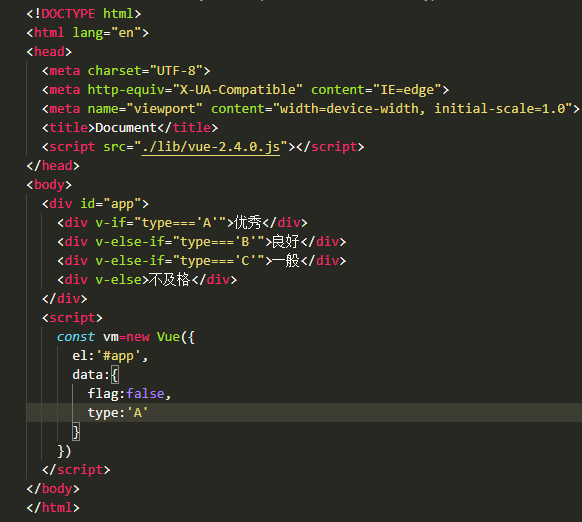 <!DOCTYPE html>
<html lang="en">
<head>
  <meta charset="UTF-8">
  <meta http-equiv="X-UA-Compatible" content="IE=edge">
  <meta name="viewport" content="width=device-width, initial-scale=1.0">
  <title>Document</title>
  <script src="./lib/vue-2.4.0.js"></script>
</head>
<body>
  <div id="app">
    <div v-if="type==='A'">优秀</div>
    <div v-else-if="type==='B'">良好</div>
    <div v-else-if="type==='C'">一般</div>
    <div v-else>不及格</div>
  </div>
  <script>
    const vm=new Vue({
      el:'#app',
      data:{
        flag:false,
        type:'A'
      }
    })
  </script>
</body>
</html>